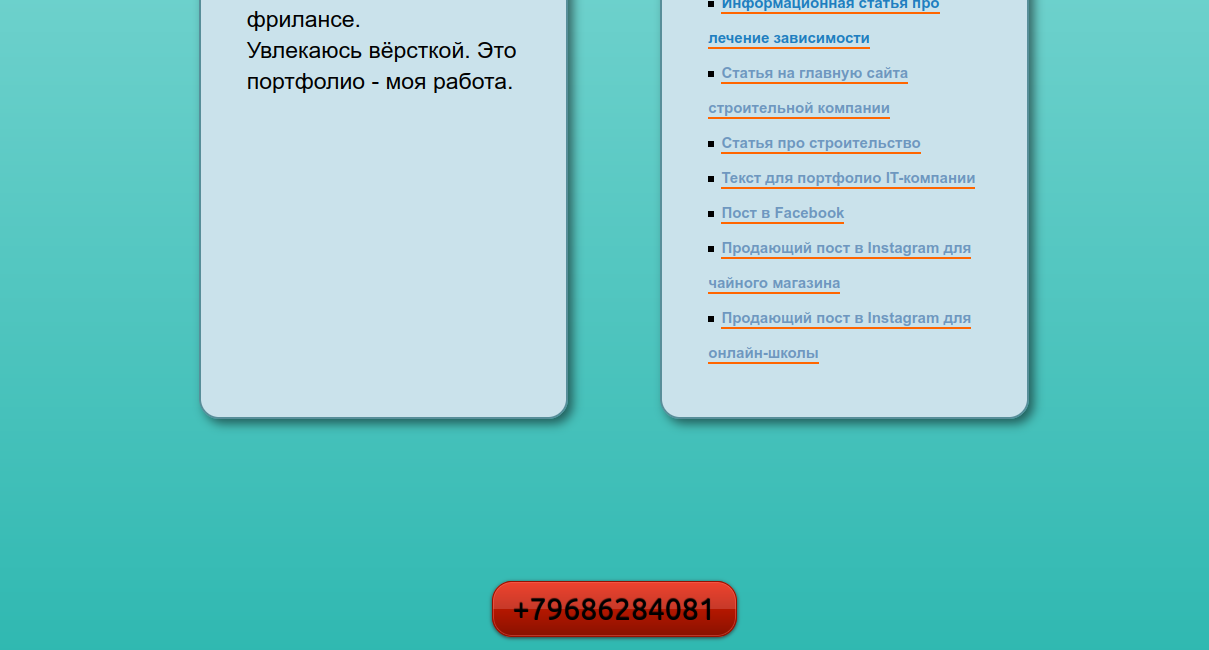 фрилансе.
Увлекаюсь вёрсткой. Это
портфолио - моя работа.
Информационная статья про
лечение зависимости
Статья на главную сайта
строительной компании
Статья про строительство
Текст для портфолио IT-компании
Пост в Facebook
Продающий пост в Instagram для
чайного магазина
Продающий пост в Instagram для
онлайн-школы
+79686284081